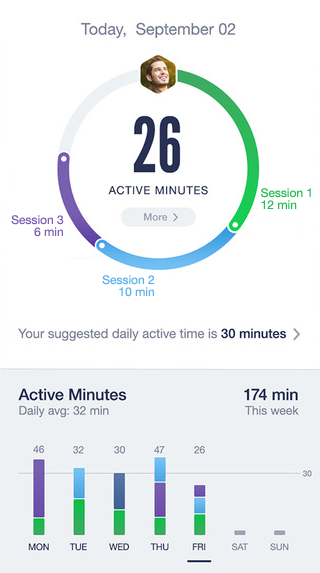 Today, September 02
26
ACTIVE MINUTES
More
Session 1
12 min
Session 3
6 min
Session 2
10 min
Your suggested daily active time is 30 minutes
Active Minutes 174 min
Daily avg: 32 min This week
46 32 30 47 26
30
MON TUE WED THU FRI SAT SUN